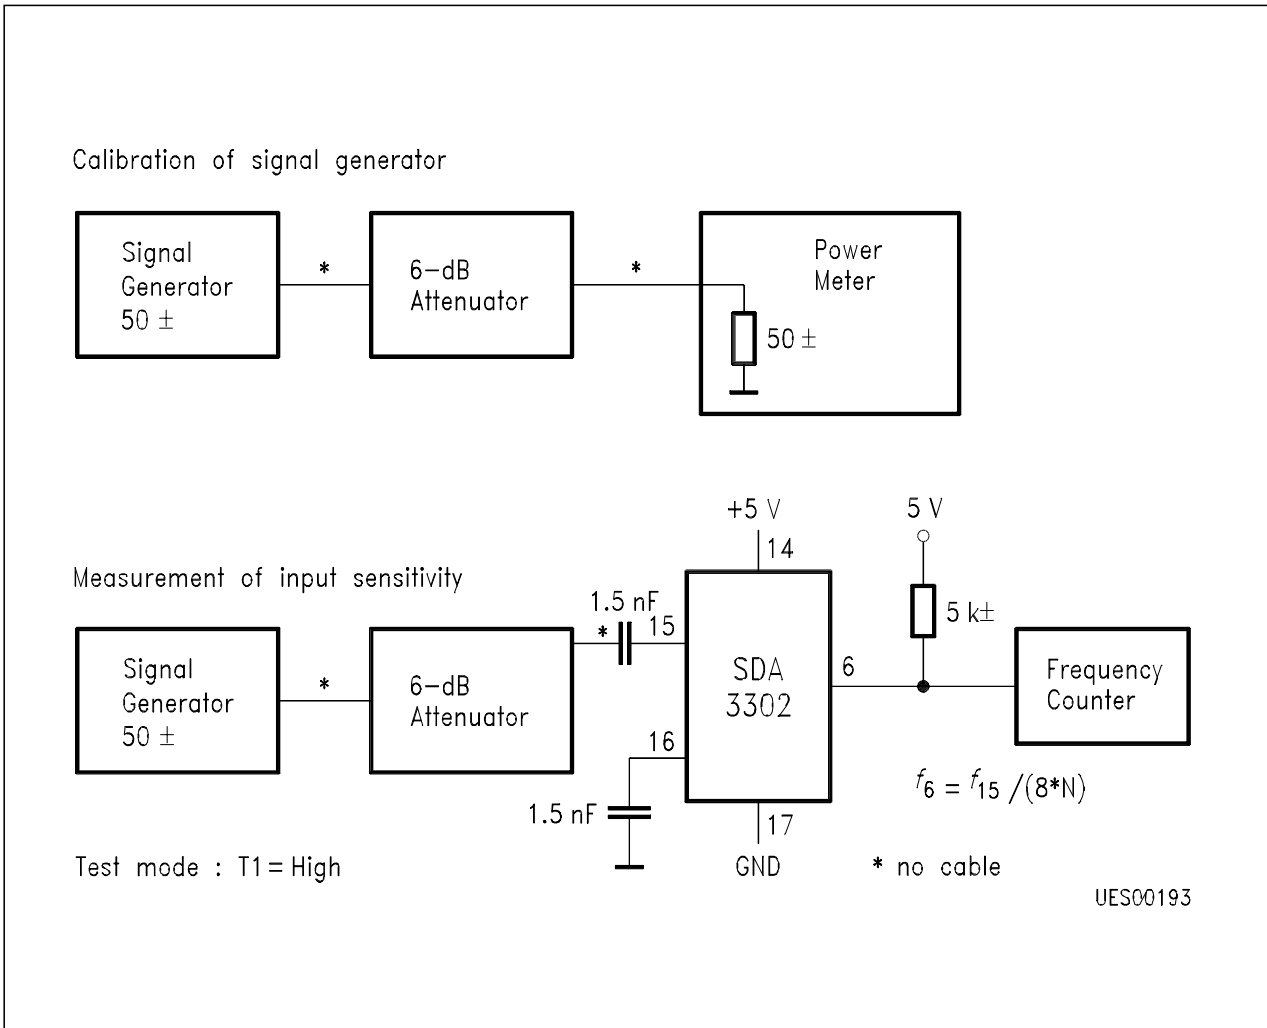 Calibration of signal generator
Signal
Generator
50 ±
*
6-dB
Attenuator
*
Power
Meter
50 ±
+5 V
5 V
14
Measurement of input sensitivity
1.5 nF
*
15
5 k±
Signal
Generator
50 ±
*
6-dB
Attenuator
SDA
3302
6
Frequency
Counter
16
1.5 nF
f6 = f15 /(8*N)
17
Test mode : T1 = High
GND
* no cable
UES00193